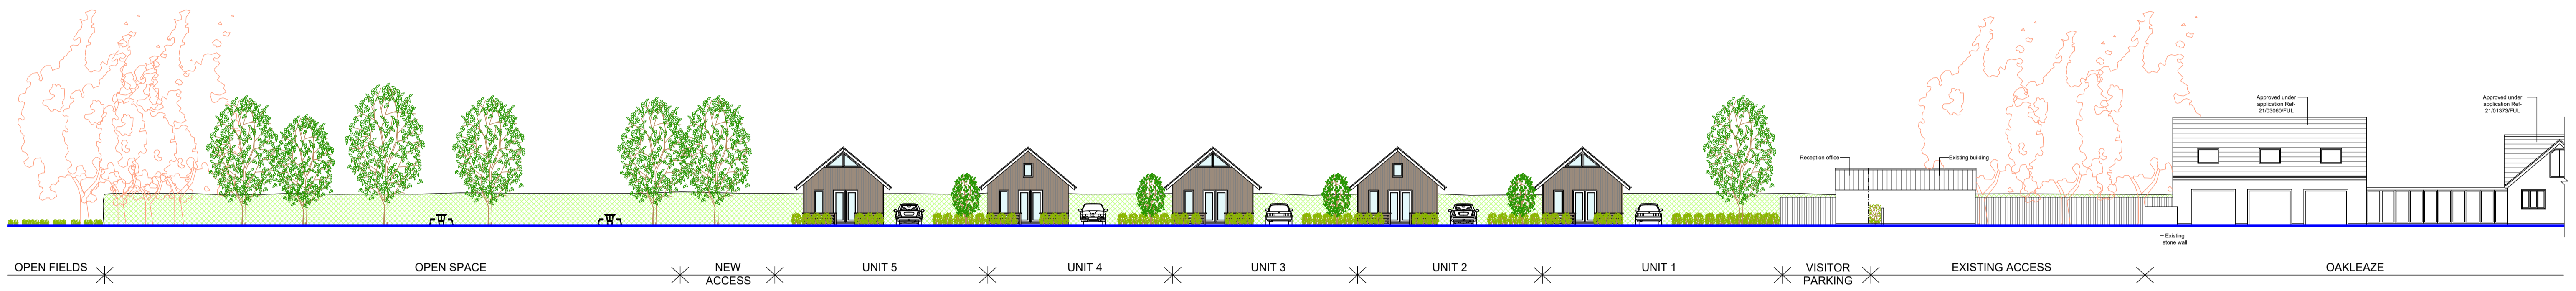 Approved under
application Ref-
21/03060/FUL
Approved under
application Ref-
21/01373/FUL
Reception office
Existing building
Existing
stone wall
OPEN FIELDS
OPEN SPACE
NEW
ACCESS
UNIT 5
UNIT 4
UNIT 3
UNIT 2
UNIT 1
VISITOR
PARKING
EXISTING ACCESS
OAKLEAZE